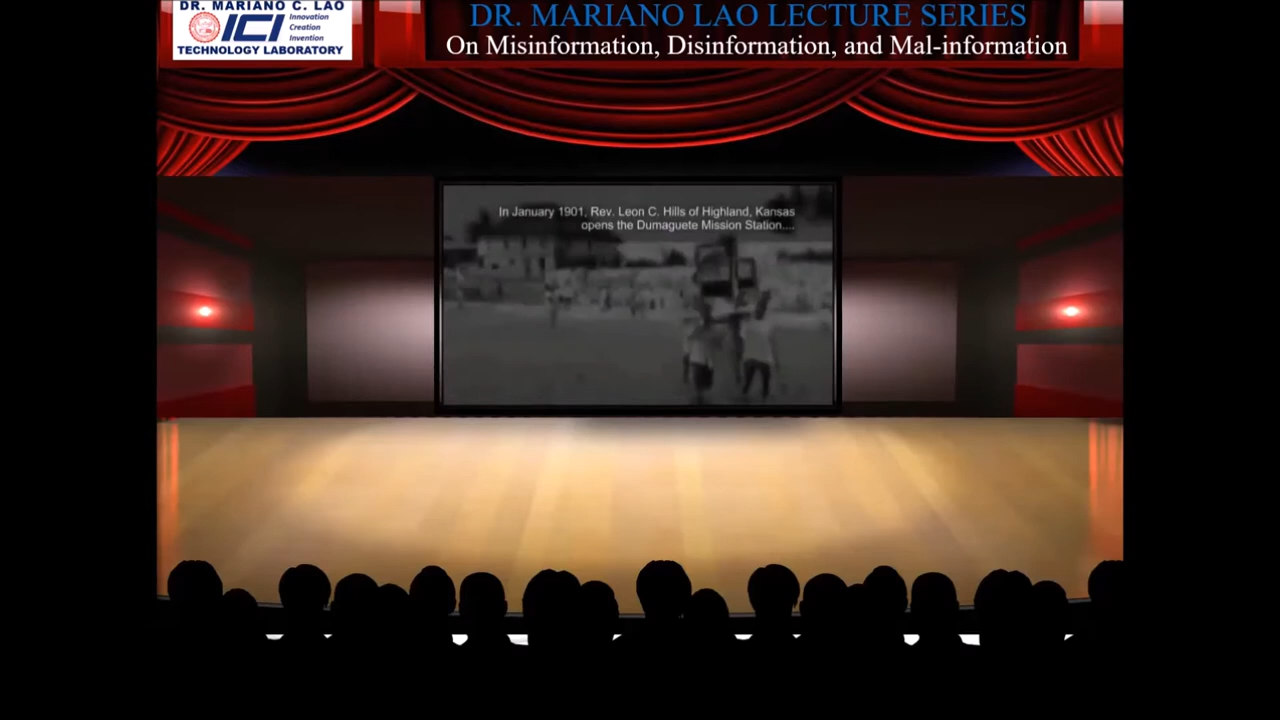 DR. MARIANO C. LAO
ICI
Innovation
Creation
Invention
TECHNOLOGY LABORATORY
DR. MARIANO LAO LECTURE SERIES
On Misinformation, Disinformation, and Mal-information
In January 1901, Rev. Leon C. Hills of Highland, Kansas
opens the Dumaguete Mission Station....